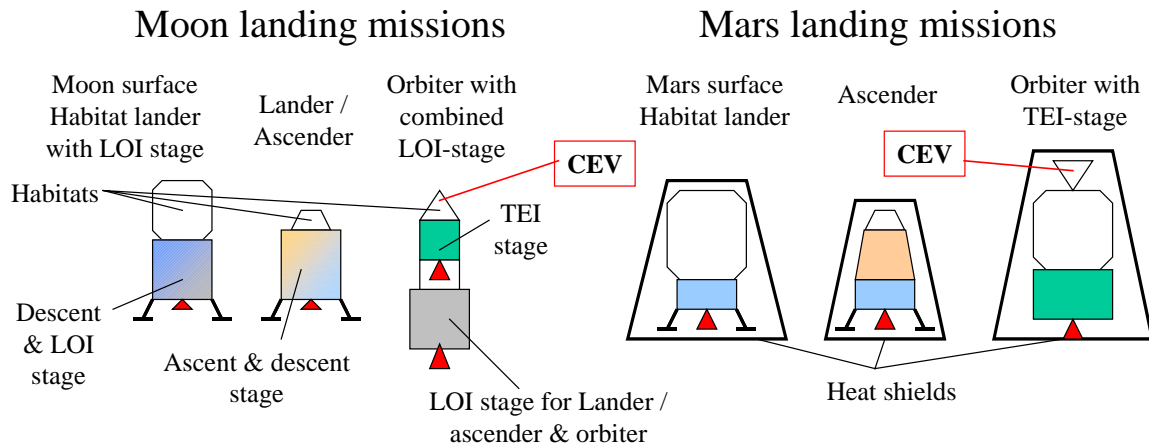 Moon landing missions
Mars landing missions
Moon surface
Habitat lander
with LOI stage
Lander /
Ascender
Orbiter with
combined
LOI-stage
CEV
Habitats
TEI
stage
Descent
& LOI
stage
Ascent & descent
stage
LOI stage for Lander /
ascender & orbiter
Mars surface
Habitat lander
Ascender
Orbiter with
TEI-stage
CEV
Heat shields